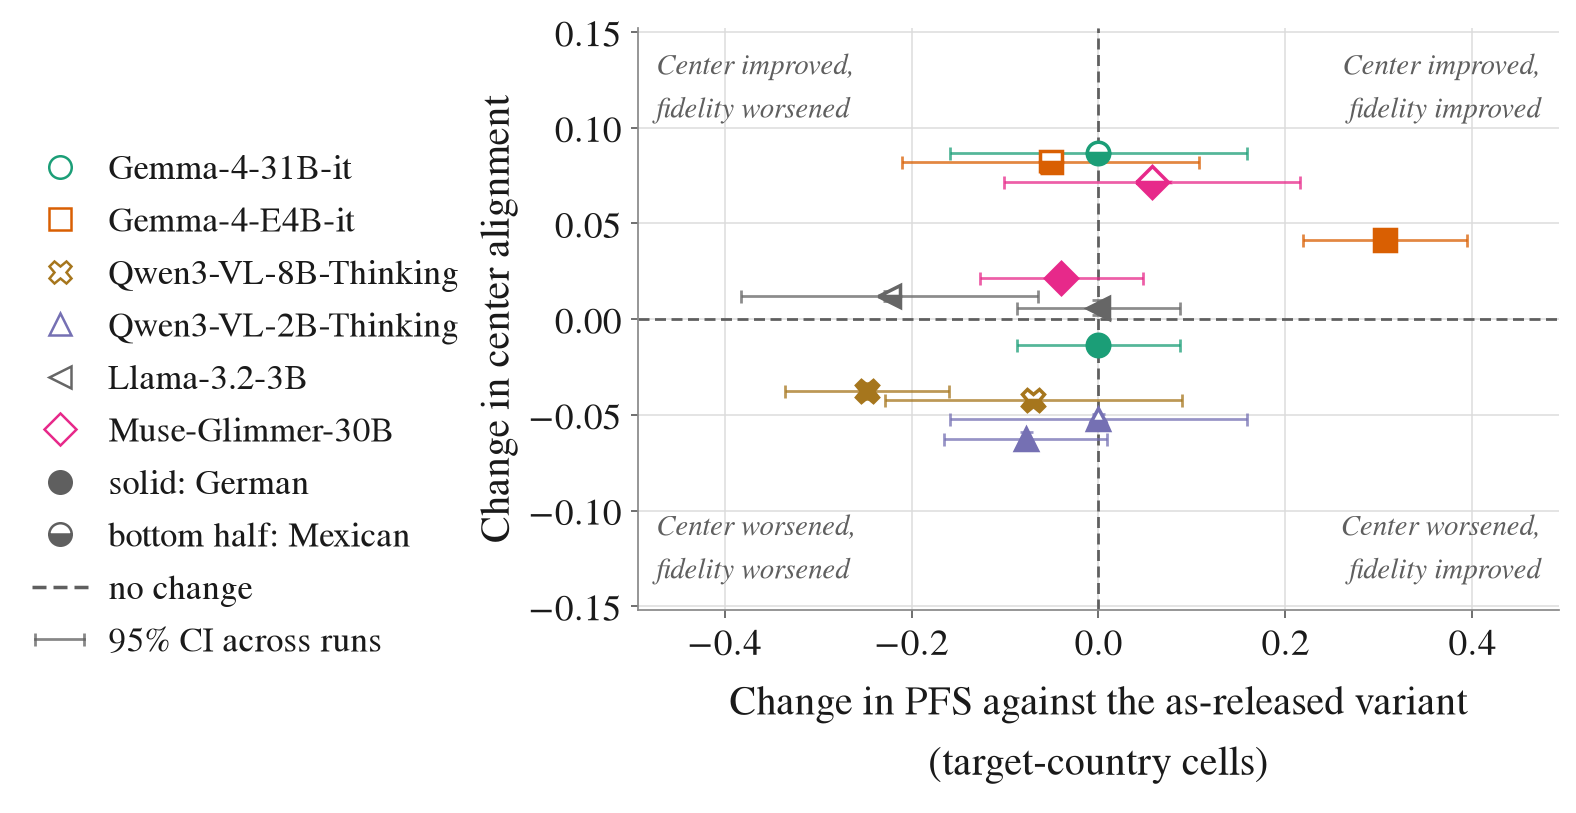 Gemma-4-31B-it
Gemma-4-E4B-it
Qwen3-VL-8B-Thinking
Qwen3-VL-2B-Thinking
Llama-3.2-3B
Muse-Glimmer-30B
solid: German
bottom half: Mexican
no change
95% CI across runs
Change in center alignment
0.15
0.10
0.05
0.00
−0.05
−0.10
−0.15
Center improved,
fidelity worsened
Center improved,
fidelity improved
Center worsened,
fidelity worsened
Center worsened,
fidelity improved
−0.4
−0.2
0.0
0.2
0.4
Change in PFS against the as-released variant
(target-country cells)